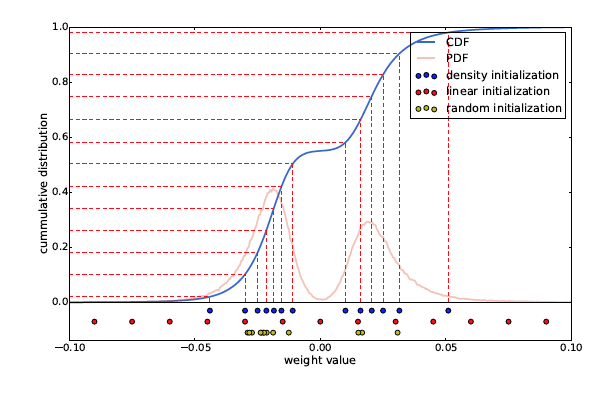 1.0
0.8
0.6
0.4
0.2
0.0
cummulative distribution
CDF
PDF
density initialization
linear initialization
random initialization
−0.10 −0.05 0.00 0.05 0.10
weight value